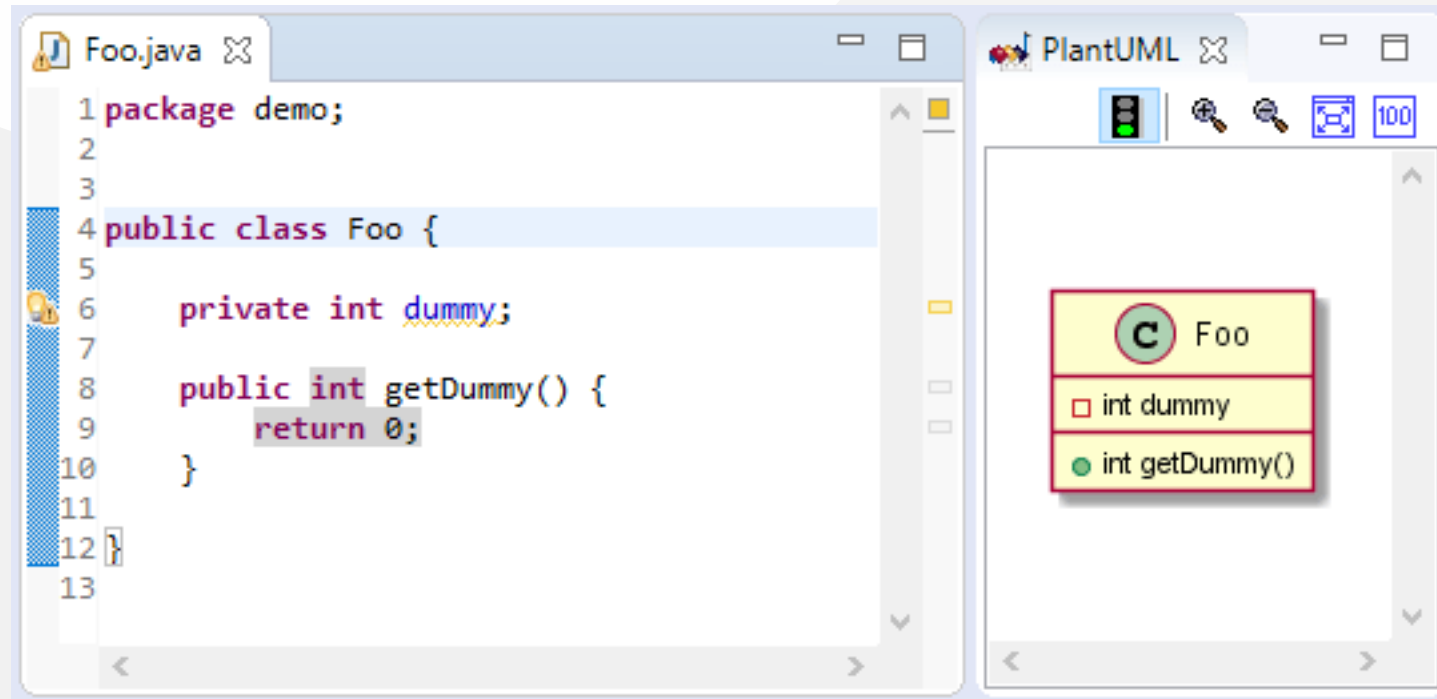 Foo.java
1 package demo;
2
3
4 public class Foo {
5
6     private int dummy;
7
8     public int getDummy() {
9         return 0;
10     }
11
12 }
13
PlantUML
100
C Foo
int dummy
int getDummy()